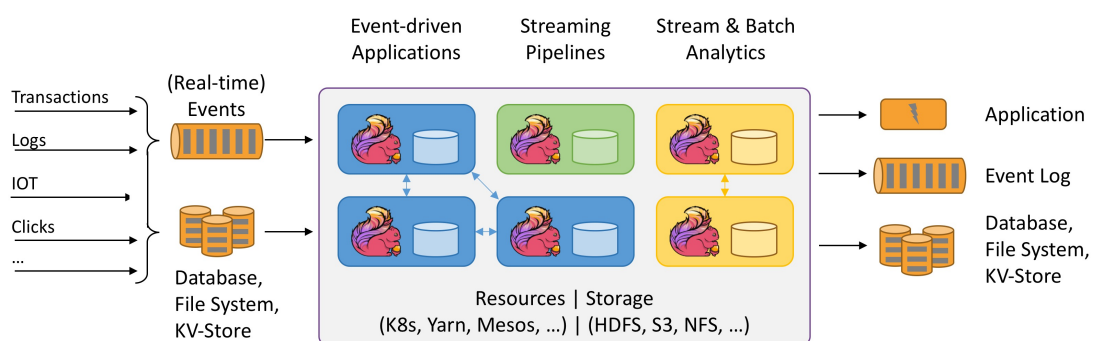 Event-driven
Applications
Streaming
Pipelines
Stream & Batch
Analytics
Transactions
Logs
IOT
Clicks
...
(Real-time)
Events
Database,
File System,
KV-Store
Resources | Storage
(K8s, Yarn, Mesos, ...) | (HDFS, S3, NFS, ...)
Application
Event Log
Database,
File System,
KV-Store